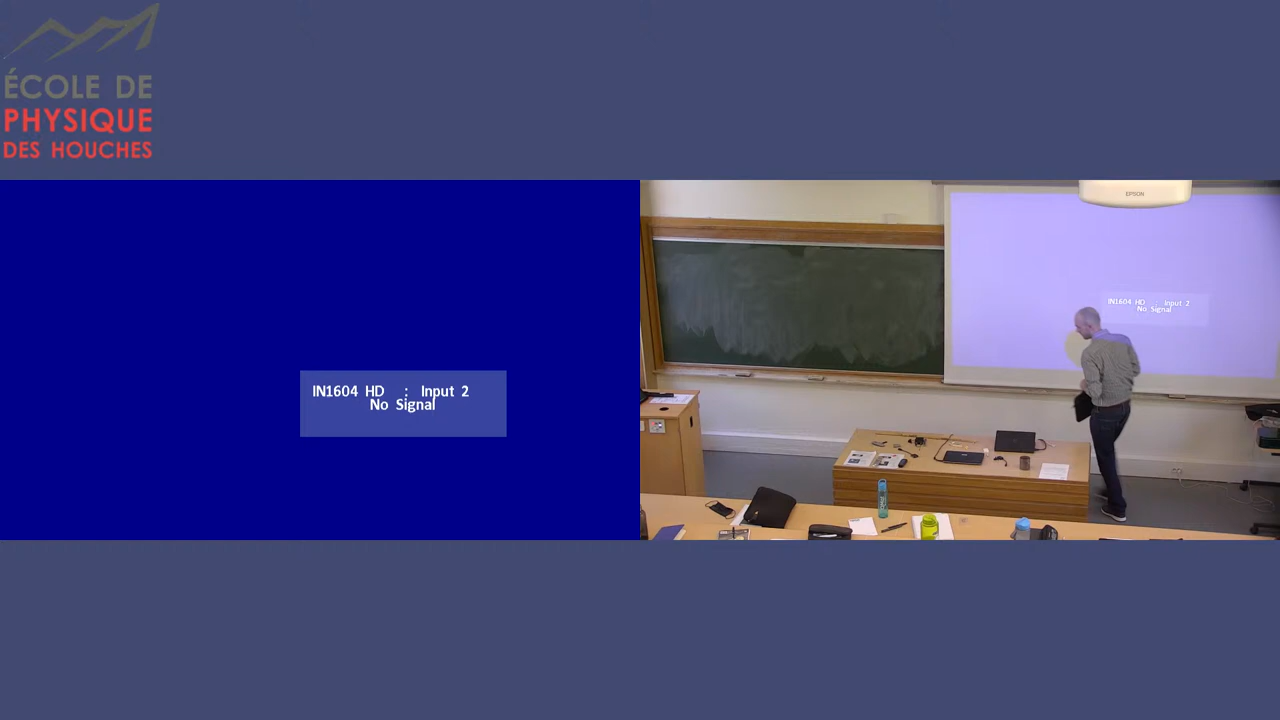 ÉCOLE DE
PHYSIQUE
DES HOUCHES
IN1604 HD : Input 2
No Signal
EPSON
IN1604 HD : Input 2
No Signal